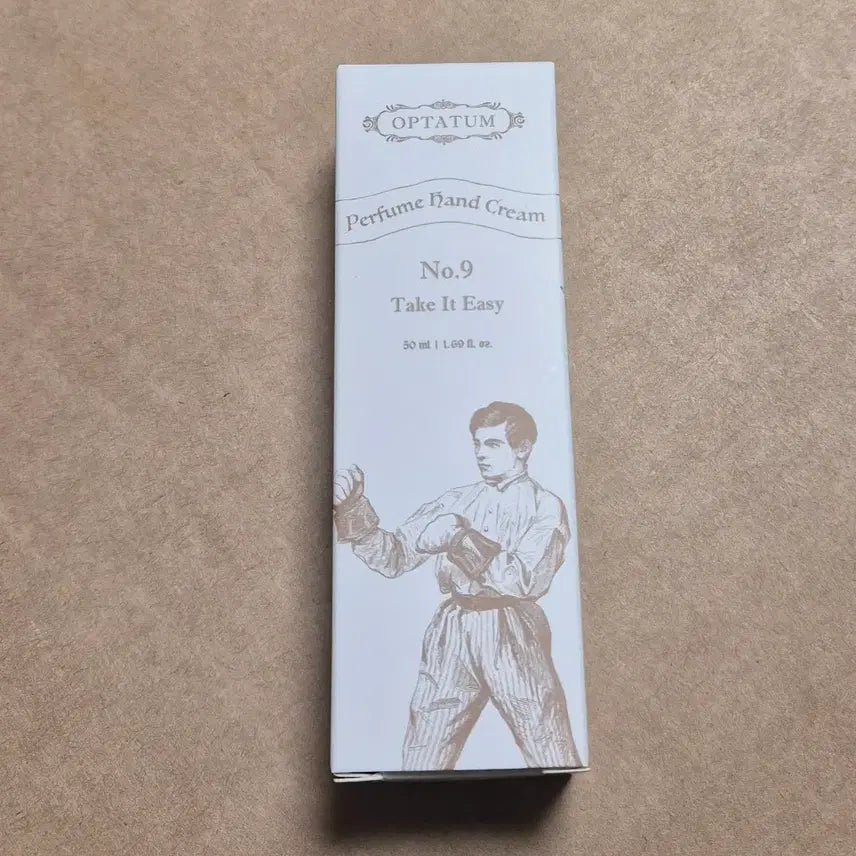 OPTATUM
Perfume Hand Cream
No.9
Take It Easy
50 ml | 1.69 fl. oz.